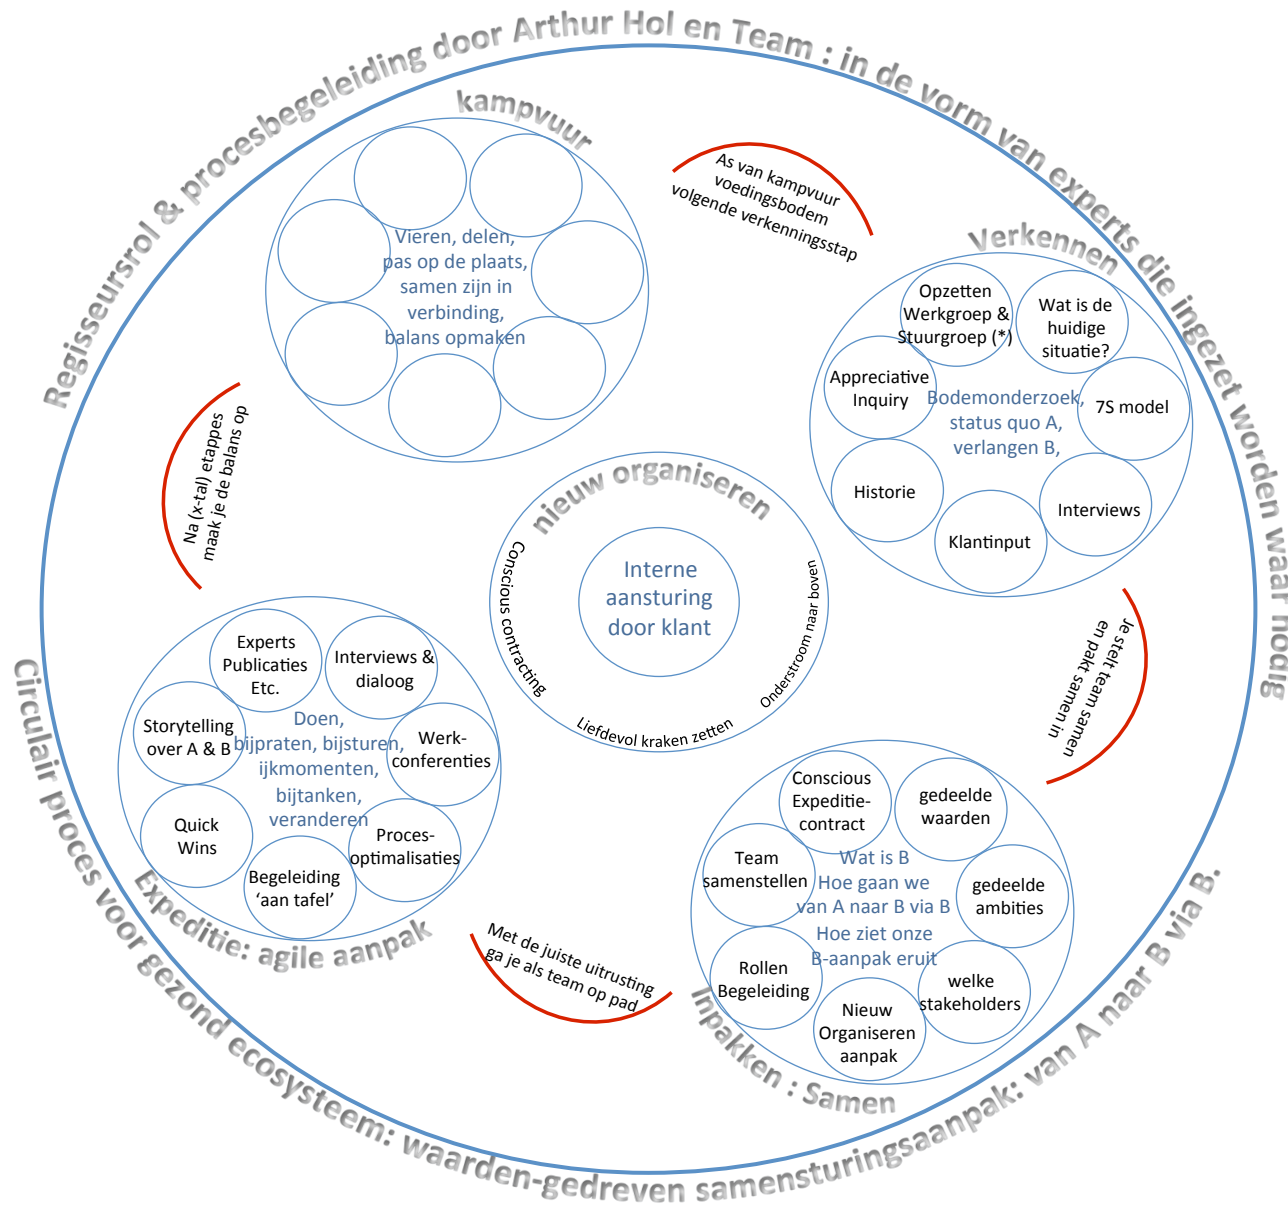 Regisseursrol & procesbegeleiding door Arthur Hol en Team : in de vorm van experts die ingezet worden waar nodig
kampvuur
Vieren, delen,
pas op de plaats,
samen zijn in
verbinding,
balans opmaken
As van kampvuur
voedingsbodem
volgende verkenningsstap
Verkennen
Opzetten
Werkgroep &
Stuurgroep (*)
Wat is de
huidige
situatie?
Appreciative
Inquiry
Bodemonderzoek,
status quo A,
verlangen B,
7S model
Historie
Interviews
Klantinput
Na (x-tal) etappes
maak je de balans op
nieuw organiseren
Conscious contracting
Interne
aansturing
door klant
Onderstroom naar boven
Liefdevol kraken zetten
Je stelt team samen
en pakt samen in
Experts
Publicaties
Etc.
Interviews &
dialoog
Storytelling
over A & B
Doen,
bijpraten, bijsturen,
ijkmomenten,
bijtanken,
veranderen
Werk-
conferenties
Quick
Wins
Proces-
optimalisaties
Begeleiding
‘aan tafel’
Expeditie: agile aanpak
Met de juiste uitrusting
ga je als team op pad
Conscious
Expeditie-
contract
gedeelde
waarden
Team
samenstellen
Wat is B
Hoe gaan we
van A naar B via B
Hoe ziet onze
B-aanpak eruit
gedeelde
ambities
Rollen
Begeleiding
welke
stakeholders
Nieuw
Organiseren
aanpak
Inpakken : Samen
Circulair proces voor gezond ecosysteem: waarden-gedreven samensturingsaanpak: van A naar B via B.